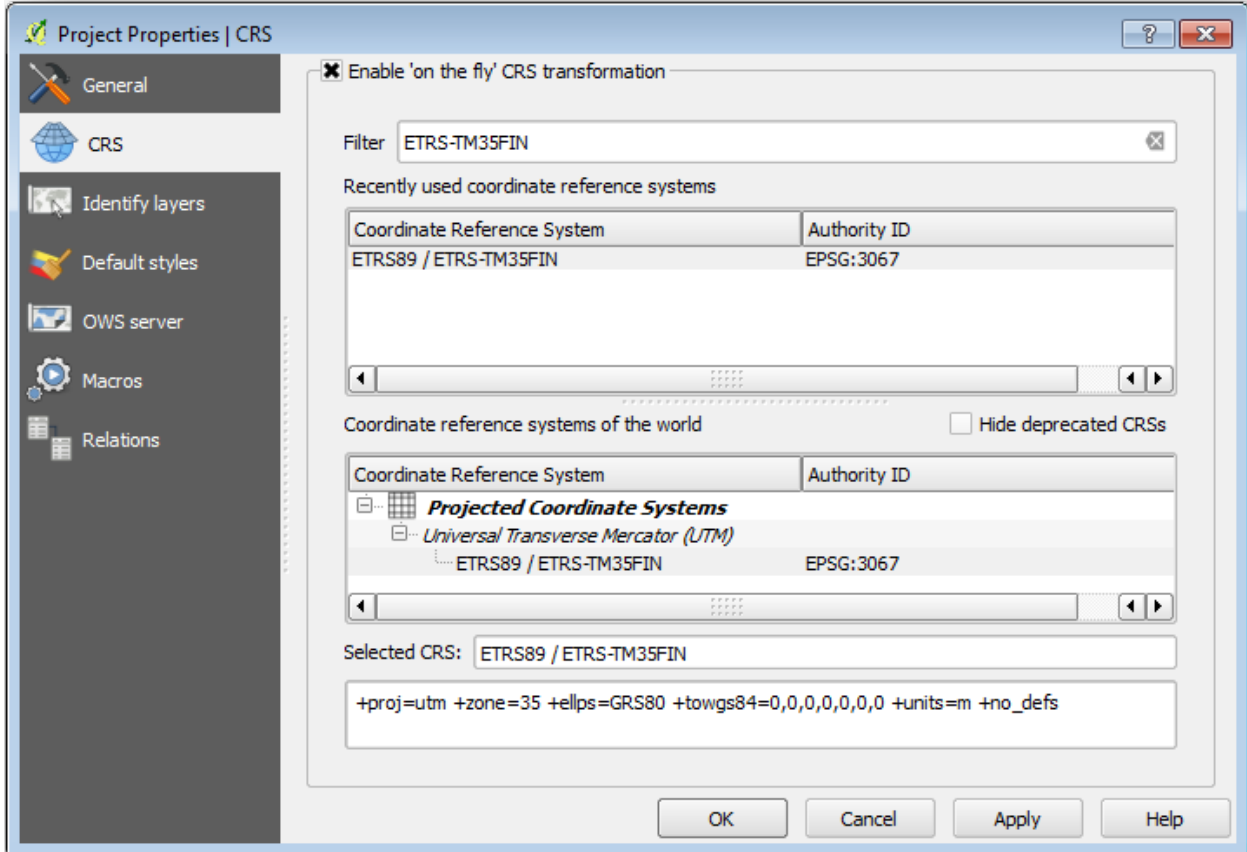 Project Properties | CRS
General
CRS
Identify layers
Default styles
OWS server
Macros
Relations
Enable 'on the fly' CRS transformation
Filter ETRS-TM35FIN
Recently used coordinate reference systems
Coordinate Reference System Authority ID
ETRS89 / ETRS-TM35FIN EPSG:3067
Coordinate reference systems of the world Hide deprecated CRSs
Coordinate Reference System Authority ID
Projected Coordinate Systems
Universal Transverse Mercator (UTM)
ETRS89 / ETRS-TM35FIN EPSG:3067
Selected CRS: ETRS89 / ETRS-TM35FIN
+proj=utm +zone=35 +ellps=GRS80 +towgs84=0,0,0,0,0,0,0 +units=m +no_defs
OK Cancel Apply Help